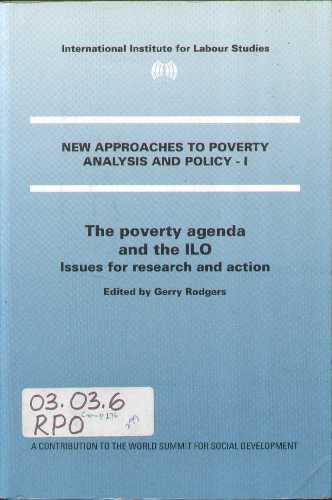 International Institute for Labour Studies
NEW APPROACHES TO POVERTY
ANALYSIS AND POLICY - I
The poverty agenda
and the ILO
Issues for research and action
Edited by Gerry Rodgers
03.03.6
RPO
A CONTRIBUTION TO THE WORLD SUMMIT FOR SOCIAL DEVELOPMENT